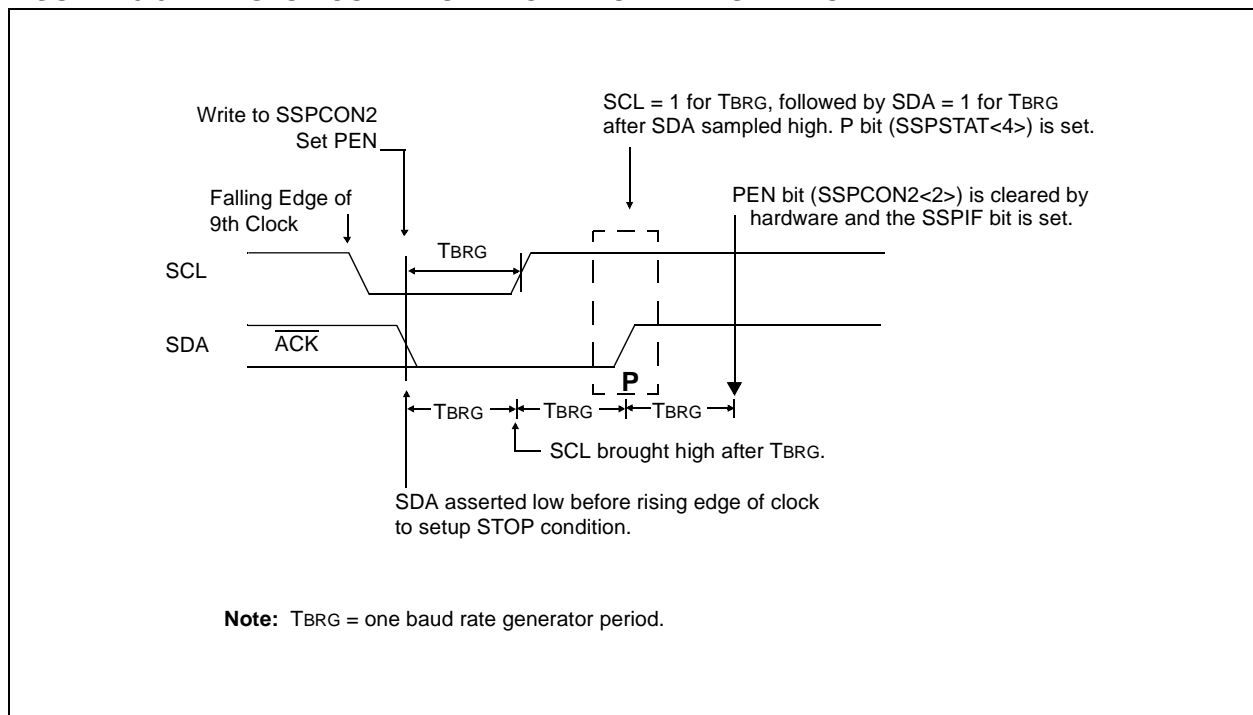 Write to SSPCON2
Set PEN
SCL = 1 for TBRG, followed by SDA = 1 for TBRG
after SDA sampled high. P bit (SSPSTAT<4>) is set.
Falling Edge of
9th Clock
PEN bit (SSPCON2<2>) is cleared by
hardware and the SSPIF bit is set.
SCL
TBRG
SDA
ACK
P
TBRG
TBRG
TBRG
SCL brought high after TBRG.
SDA asserted low before rising edge of clock
to setup STOP condition.
Note: TBRG = one baud rate generator period.